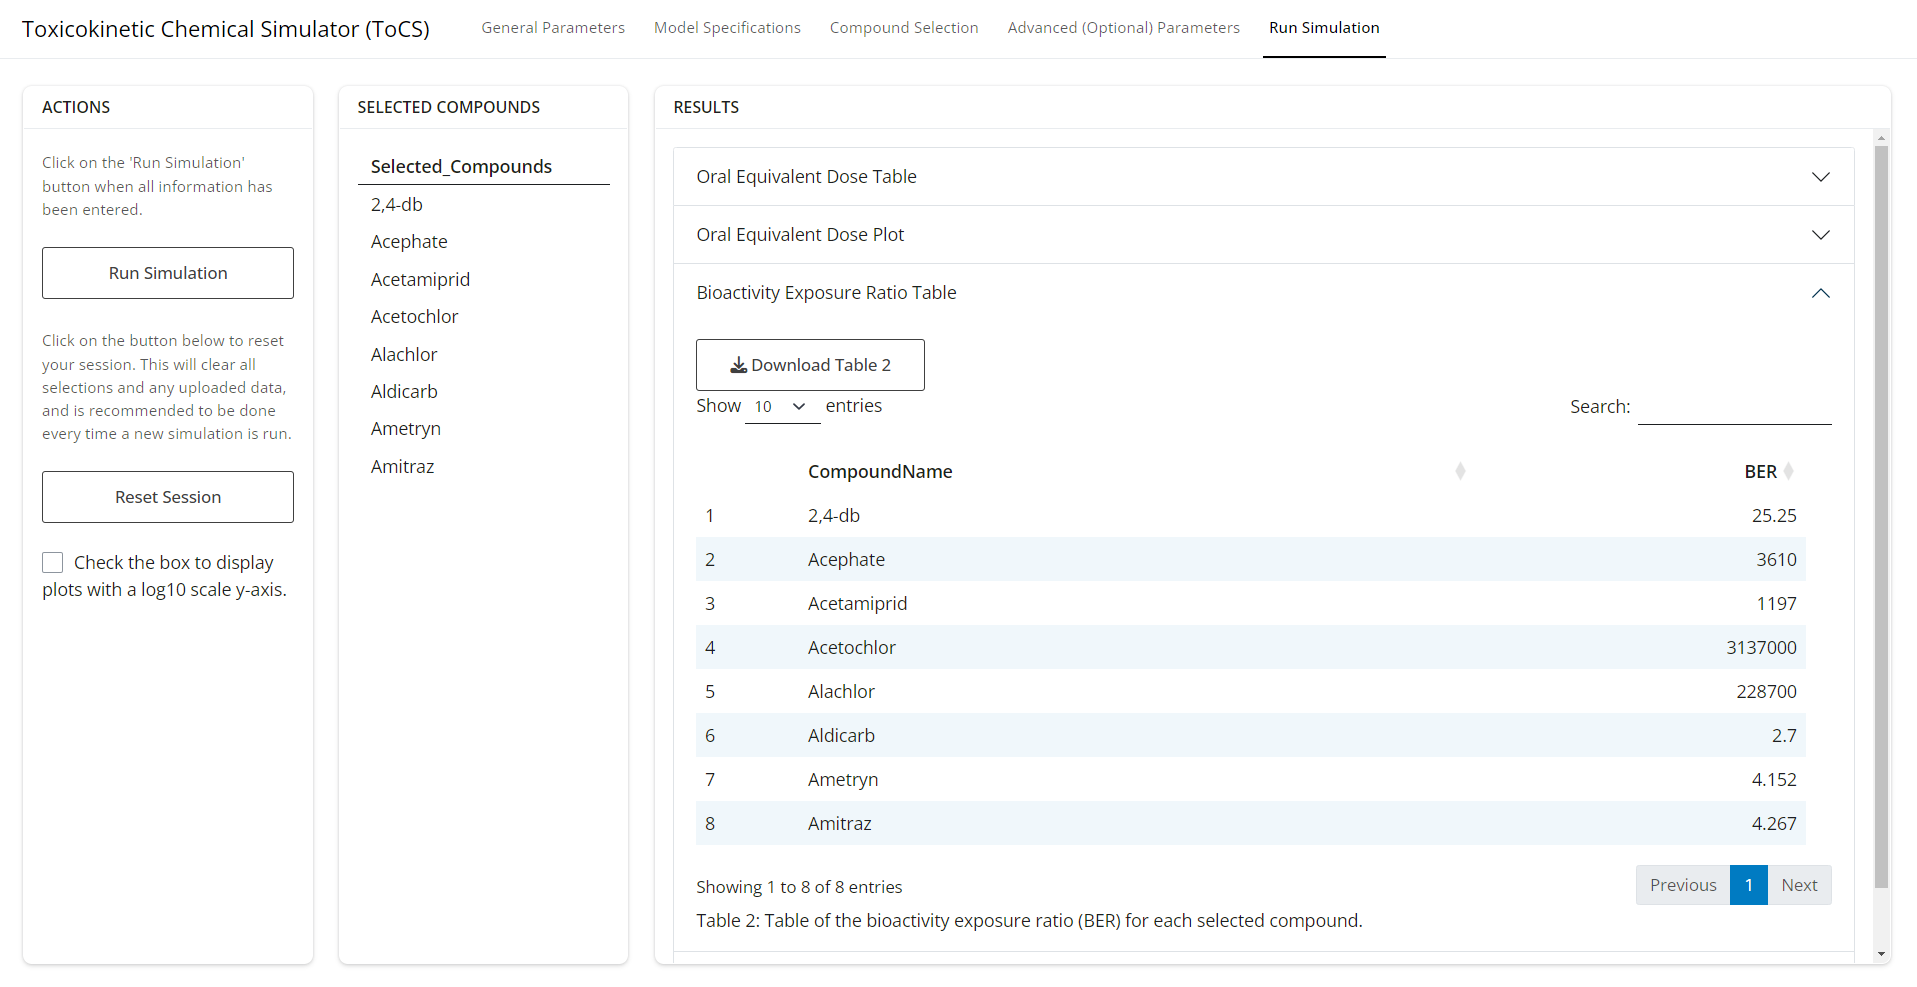 Toxicokinetic Chemical Simulator (ToCS)
General Parameters
Model Specifications
Compound Selection
Advanced (Optional) Parameters
Run Simulation
ACTIONS
Click on the 'Run Simulation'
button when all information has
been entered.
Run Simulation
Click on the button below to reset
your session. This will clear all
selections and any uploaded data,
and is recommended to be done
every time a new simulation is run.
Reset Session
Check the box to display
plots with a log10 scale y-axis.
SELECTED COMPOUNDS
Selected_Compounds
2,4-db
Acephate
Acetamiprid
Acetochlor
Alachlor
Aldicarb
Ametryn
Amitraz
RESULTS
Oral Equivalent Dose Table
Oral Equivalent Dose Plot
Bioactivity Exposure Ratio Table
Download Table 2
Show 10 entries
Search:
CompoundName BER
1 2,4-db 25.25
2 Acephate 3610
3 Acetamiprid 1197
4 Acetochlor 3137000
5 Alachlor 228700
6 Aldicarb 2.7
7 Ametryn 4.152
8 Amitraz 4.267
Showing 1 to 8 of 8 entries
Previous 1 Next
Table 2: Table of the bioactivity exposure ratio (BER) for each selected compound.